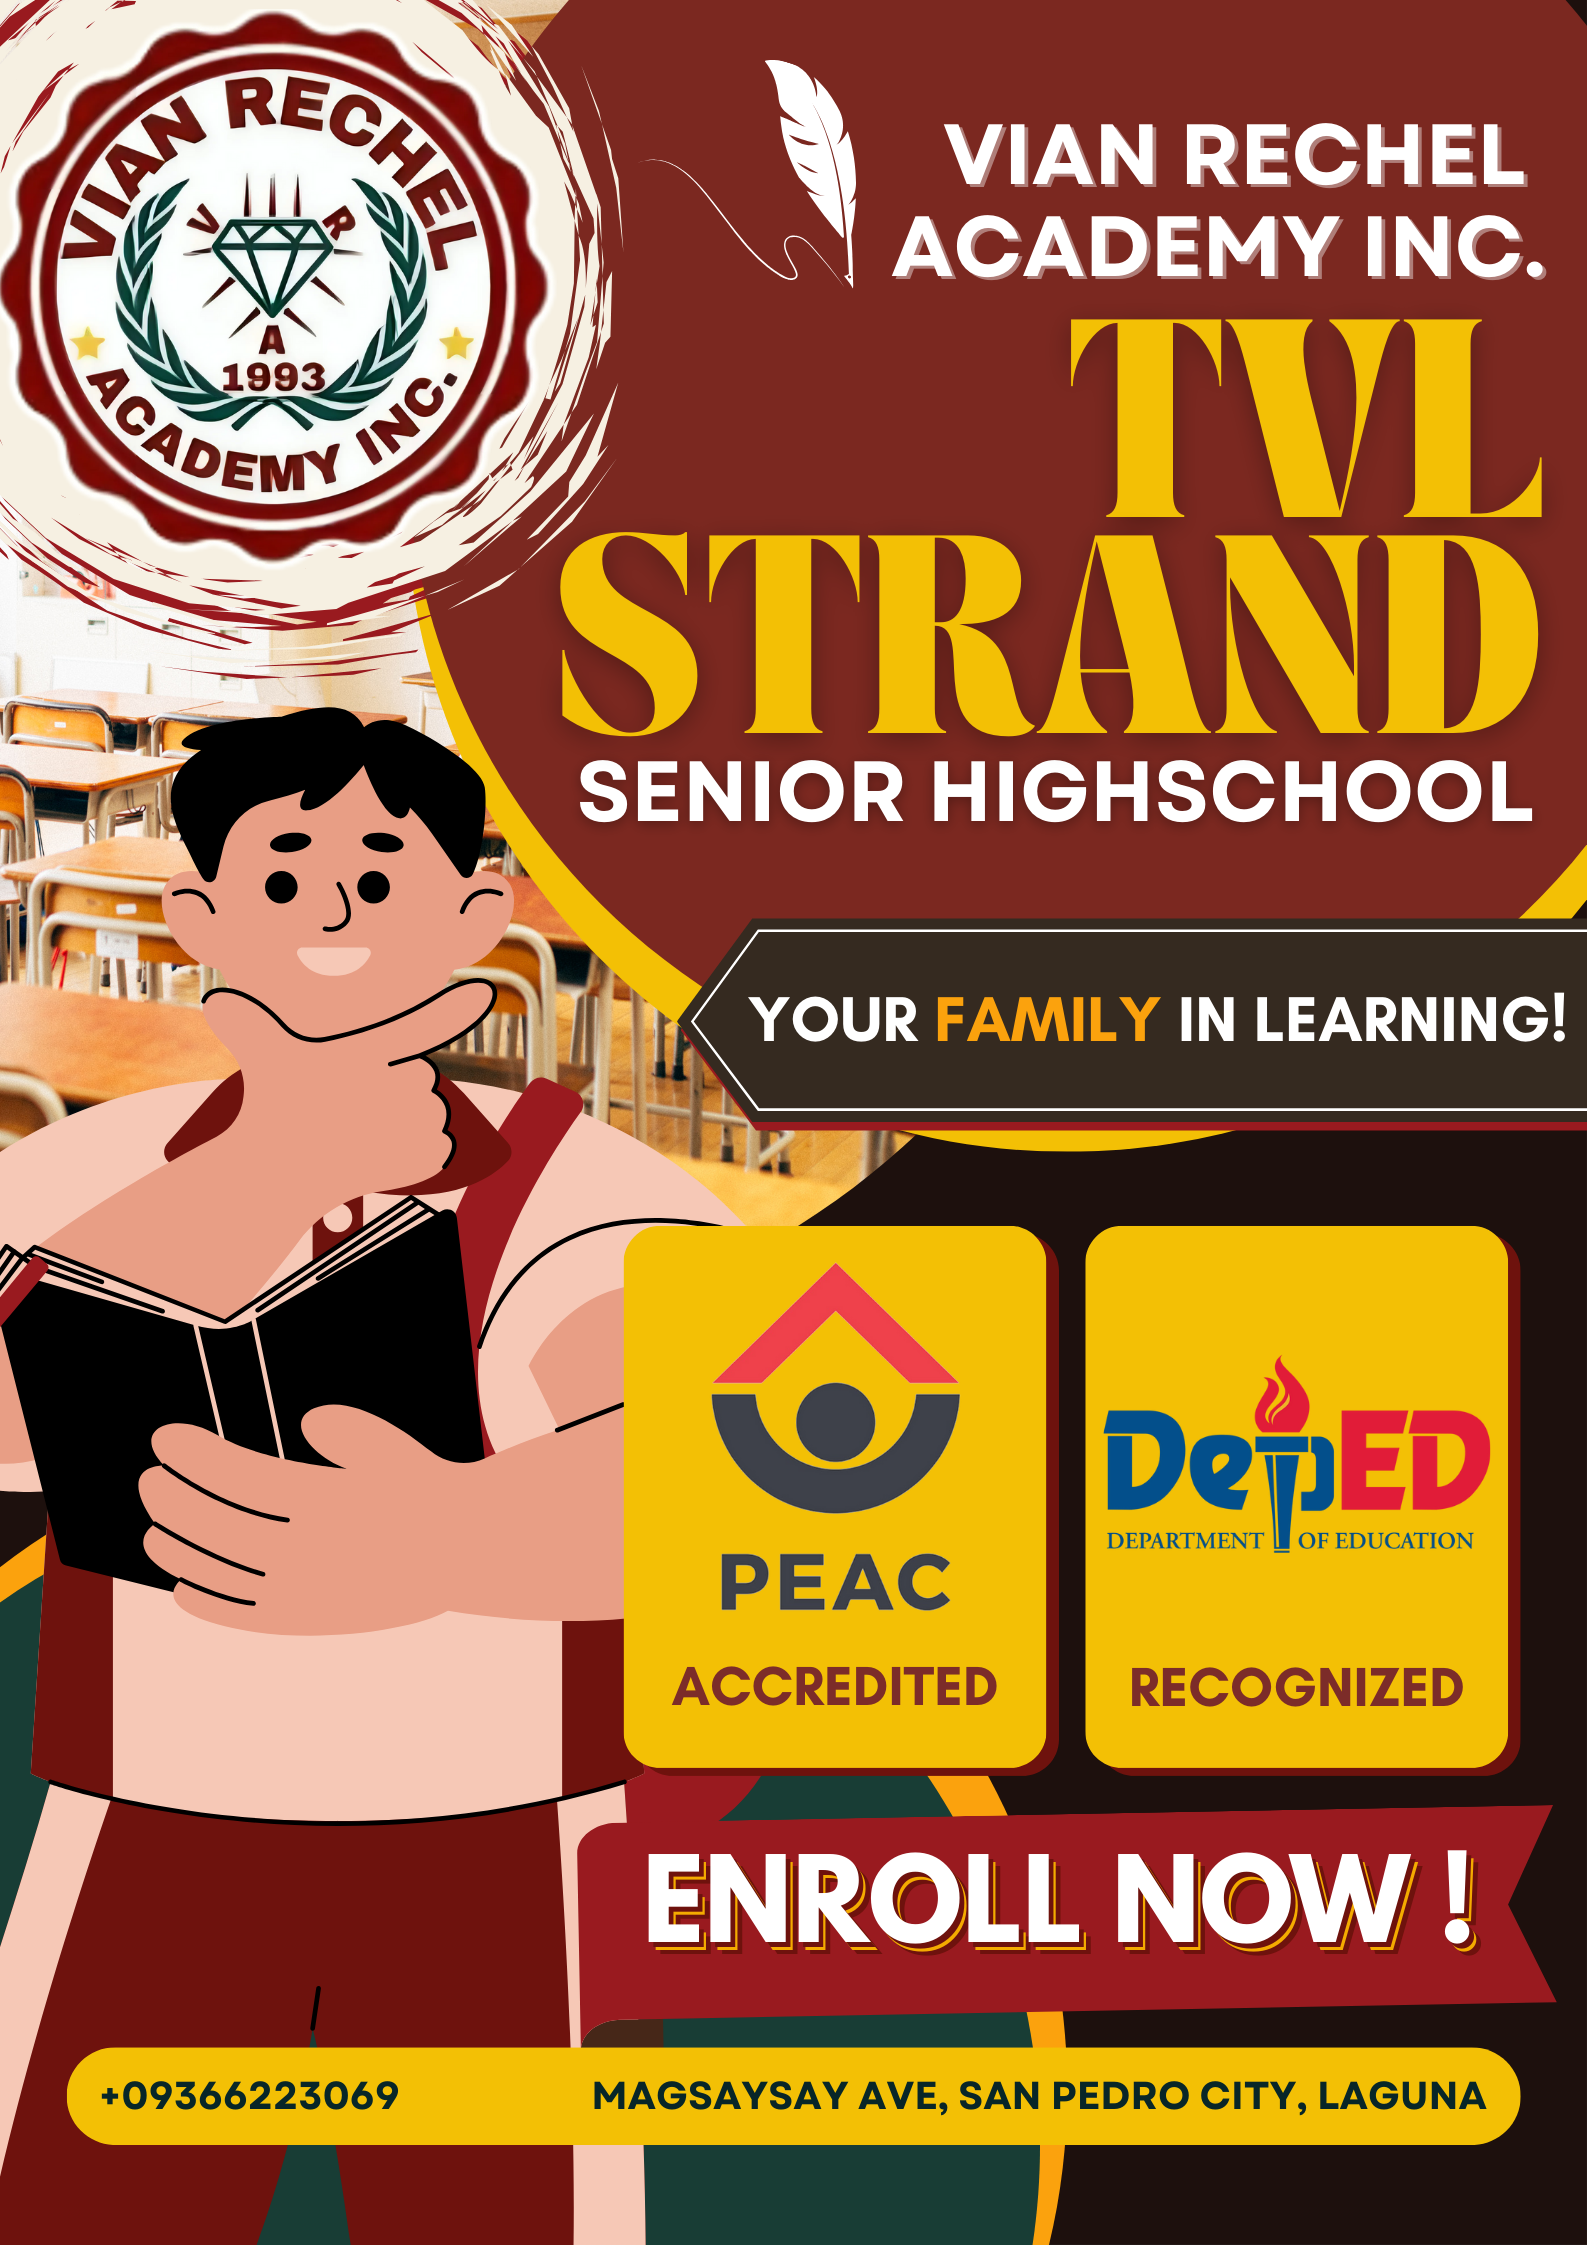 VIAN RECHEL
V R
A
1993
ACADEMY INC.
VIAN RECHEL
ACADEMY INC.
TVL
STRAND
SENIOR HIGHSCHOOL
YOUR FAMILY IN LEARNING!
PEAC
ACCREDITED
DepED
DEPARTMENT OF EDUCATION
RECOGNIZED
ENROLL NOW !
+09366223069
MAGSAYSAY AVE, SAN PEDRO CITY, LAGUNA